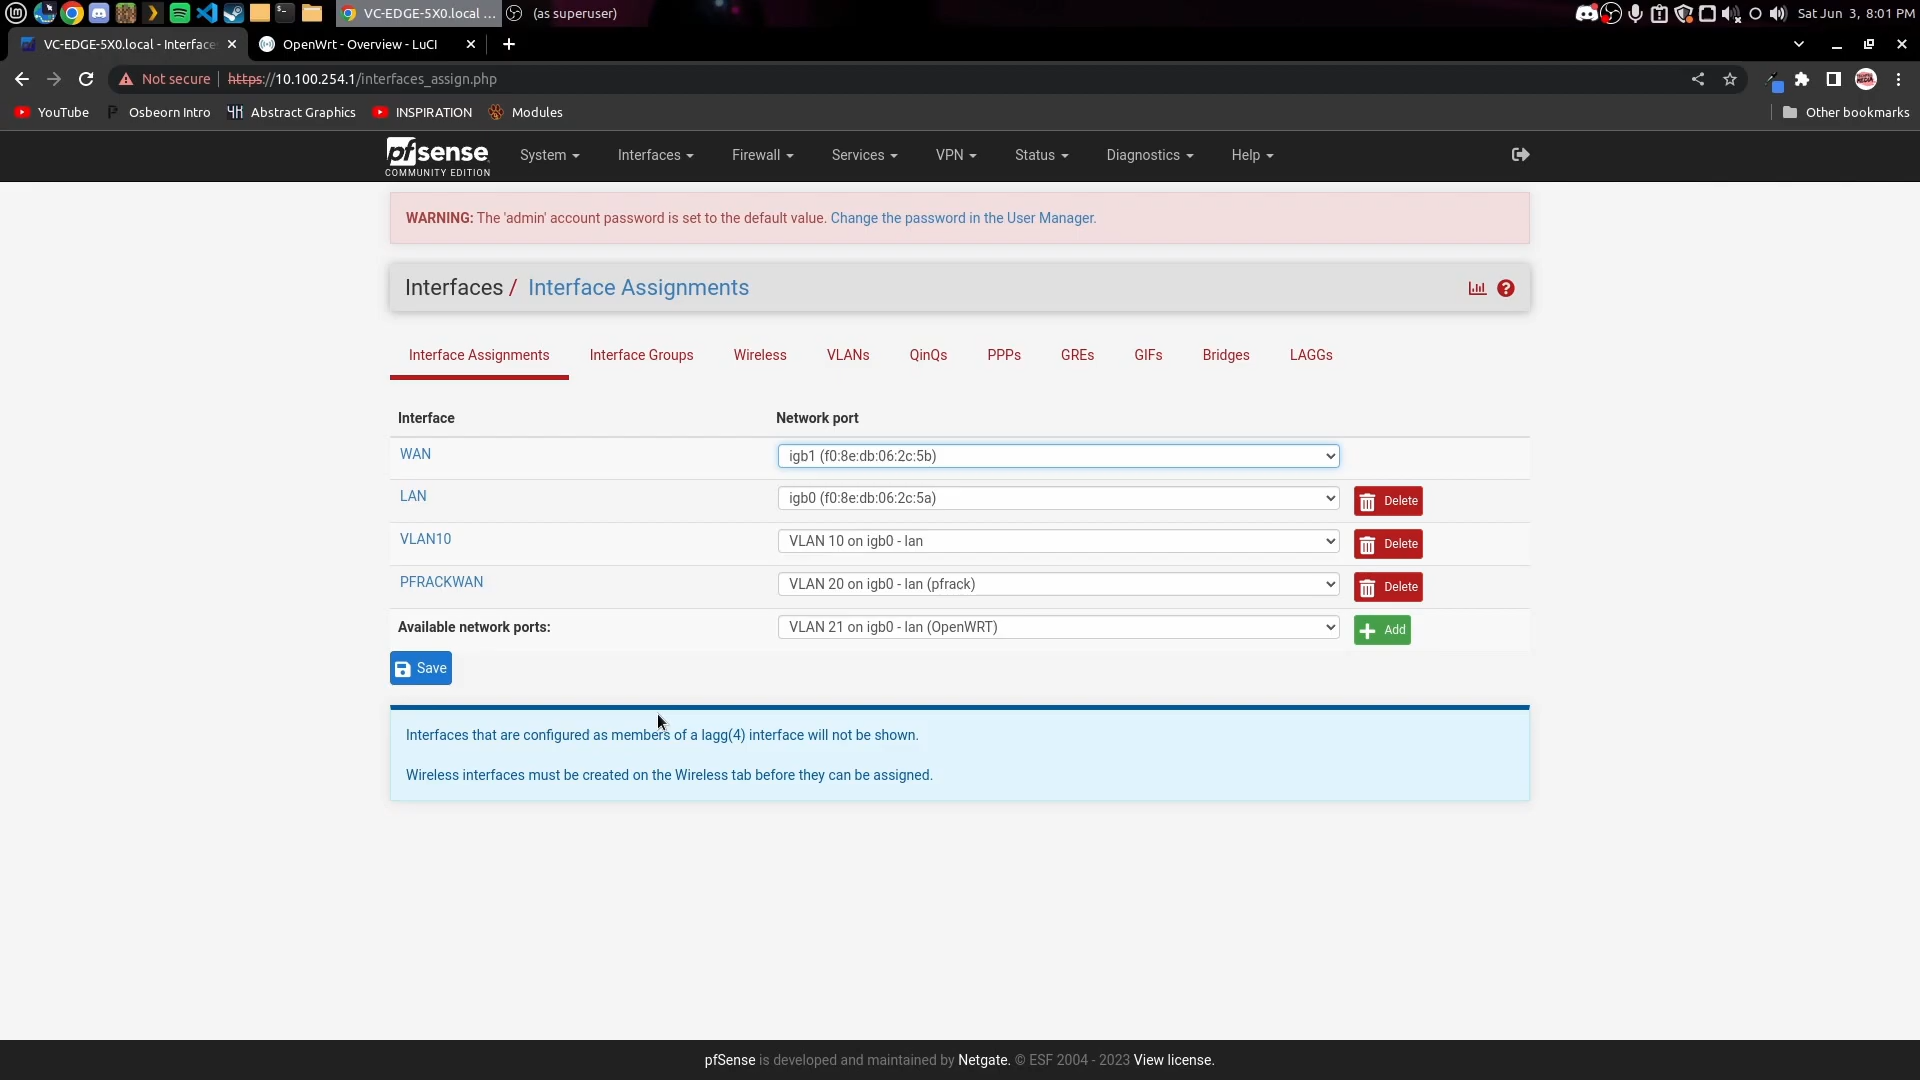 VC-EDGE-5X0.local ...
(as superuser)
Sat Jun 3, 8:01 PM
VC-EDGE-5X0.local - Interface
OpenWrt - Overview - LuCI
Not secure
https://10.100.254.1/interfaces_assign.php
YouTube
Osbeorn Intro
Abstract Graphics
INSPIRATION
Modules
Other bookmarks
pfsense
COMMUNITY EDITION
System
Interfaces
Firewall
Services
VPN
Status
Diagnostics
Help
WARNING: The 'admin' account password is set to the default value. Change the password in the User Manager.
Interfaces / Interface Assignments
Interface Assignments
Interface Groups
Wireless
VLANs
QinQs
PPPs
GREs
GIFs
Bridges
LAGGs
Interface
Network port
WAN
igb1 (f0:8e:db:06:2c:5b)
LAN
igb0 (f0:8e:db:06:2c:5a)
Delete
VLAN10
VLAN 10 on igb0 - lan
Delete
PFRACKWAN
VLAN 20 on igb0 - lan (pfrack)
Delete
Available network ports:
VLAN 21 on igb0 - lan (OpenWRT)
Add
Save
Interfaces that are configured as members of a lagg(4) interface will not be shown.
Wireless interfaces must be created on the Wireless tab before they can be assigned.
pfSense is developed and maintained by Netgate. © ESF 2004 - 2023 View license.